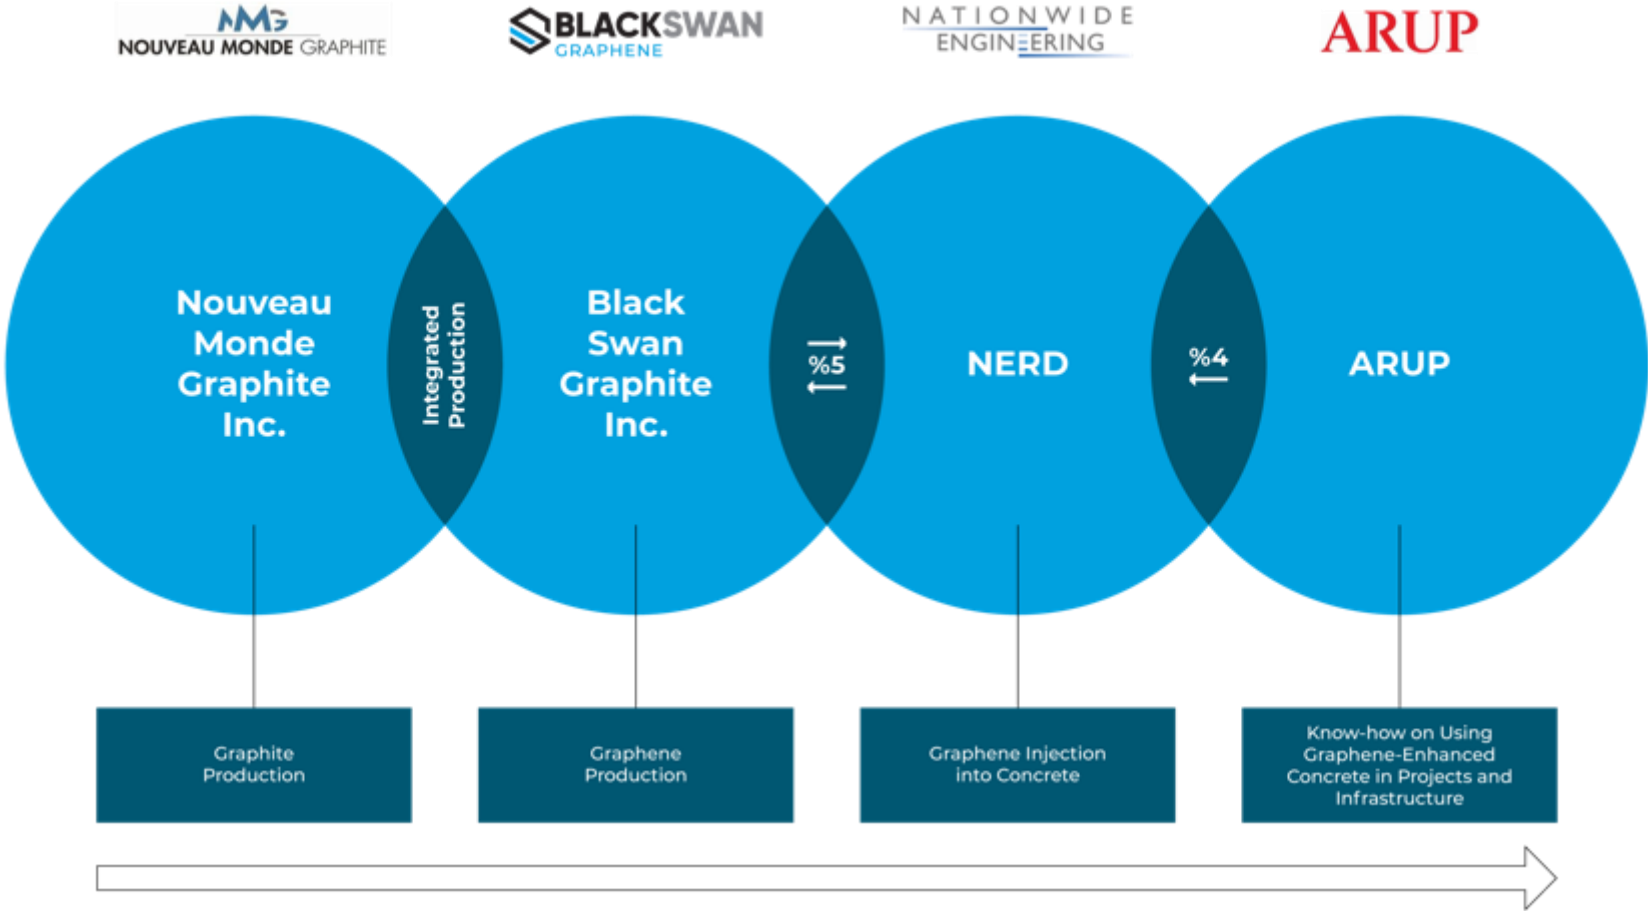 NMG
NOUVEAU MONDE GRAPHITE
BLACKSWAN
GRAPHENE
NATIONWIDE
ENGINEERING
ARUP
Nouveau
Monde
Graphite
Inc.
Integrated
Production
Black
Swan
Graphite
Inc.
%5
NERD
%4
ARUP
Graphite
Production
Graphene
Production
Graphene Injection
into Concrete
Know-how on Using
Graphene-Enhanced
Concrete in Projects and
Infrastructure